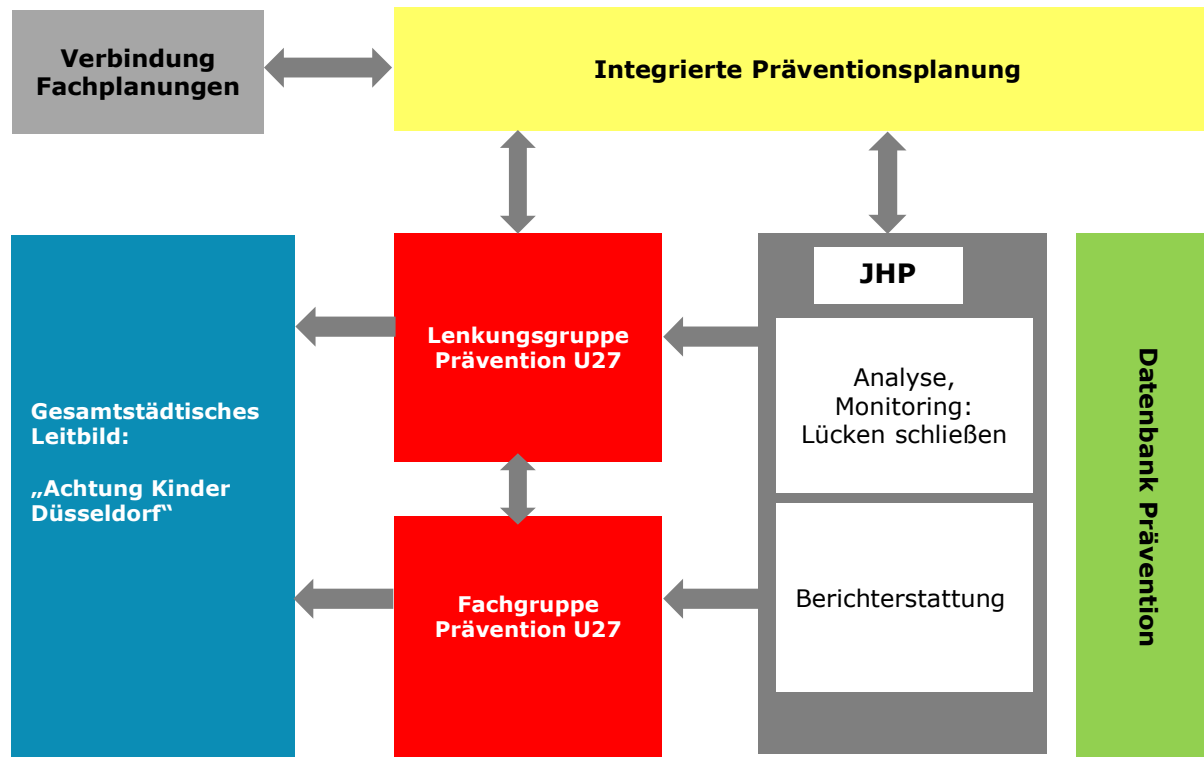 Verbindung
Fachplanungen
Integrierte Präventionsplanung
Gesamtstädtisches
Leitbild:
„Achtung Kinder
Düsseldorf“
Lenkungsgruppe
Prävention U27
Fachgruppe
Prävention U27
JHP
Analyse,
Monitoring:
Lücken schließen
Berichterstattung
Datenbank Prävention